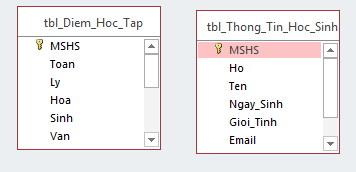 tbl_Diem_Hoc_Tap
MSHS
Toan
Ly
Hoa
Sinh
Van
tbl_Thong_Tin_Hoc_Sinh
MSHS
Ho
Ten
Ngay_Sinh
Gioi_Tinh
Email